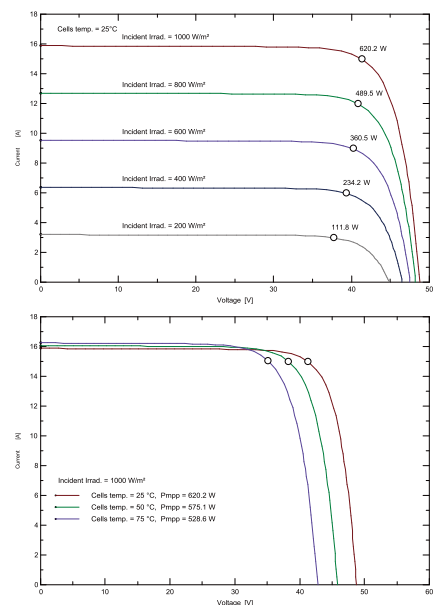 18
16
14
12
10
8
6
4
2
0
Current [A]
Cells temp. = 25°C
Incident Irrad. = 1000 W/m²
620.2 W
Incident Irrad. = 800 W/m²
489.5 W
Incident Irrad. = 600 W/m²
360.5 W
Incident Irrad. = 400 W/m²
234.2 W
Incident Irrad. = 200 W/m²
111.8 W
0 10 20 30 40 50
Voltage [V]
18
16
14
12
10
8
6
4
2
0
Current [A]
Incident Irrad. = 1000 W/m²
Cells temp. = 25 °C, Pmpp = 620.2 W
Cells temp. = 50 °C, Pmpp = 575.1 W
Cells temp. = 75 °C, Pmpp = 528.6 W
0 10 20 30 40 50 60
Voltage [V]